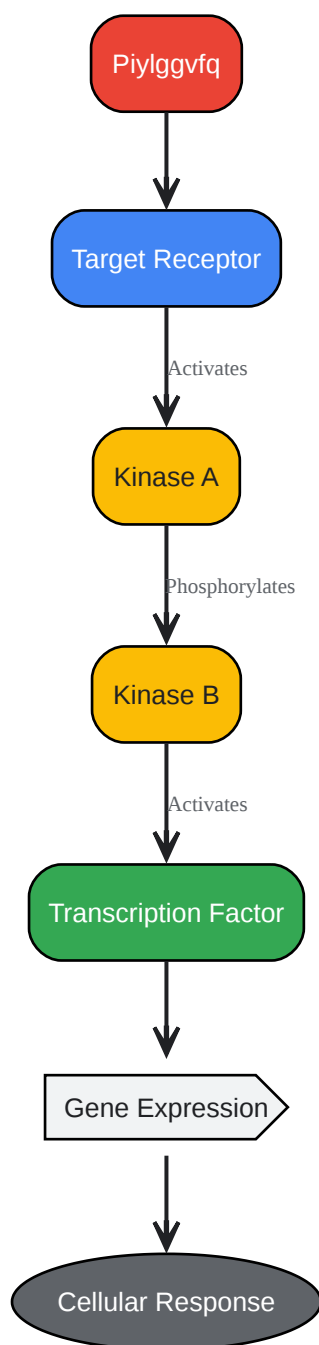 Piylggvfq
Target Receptor
Activates
Kinase A
Phosphorylates
Kinase B
Activates
Transcription Factor
Gene Expression
Cellular Response